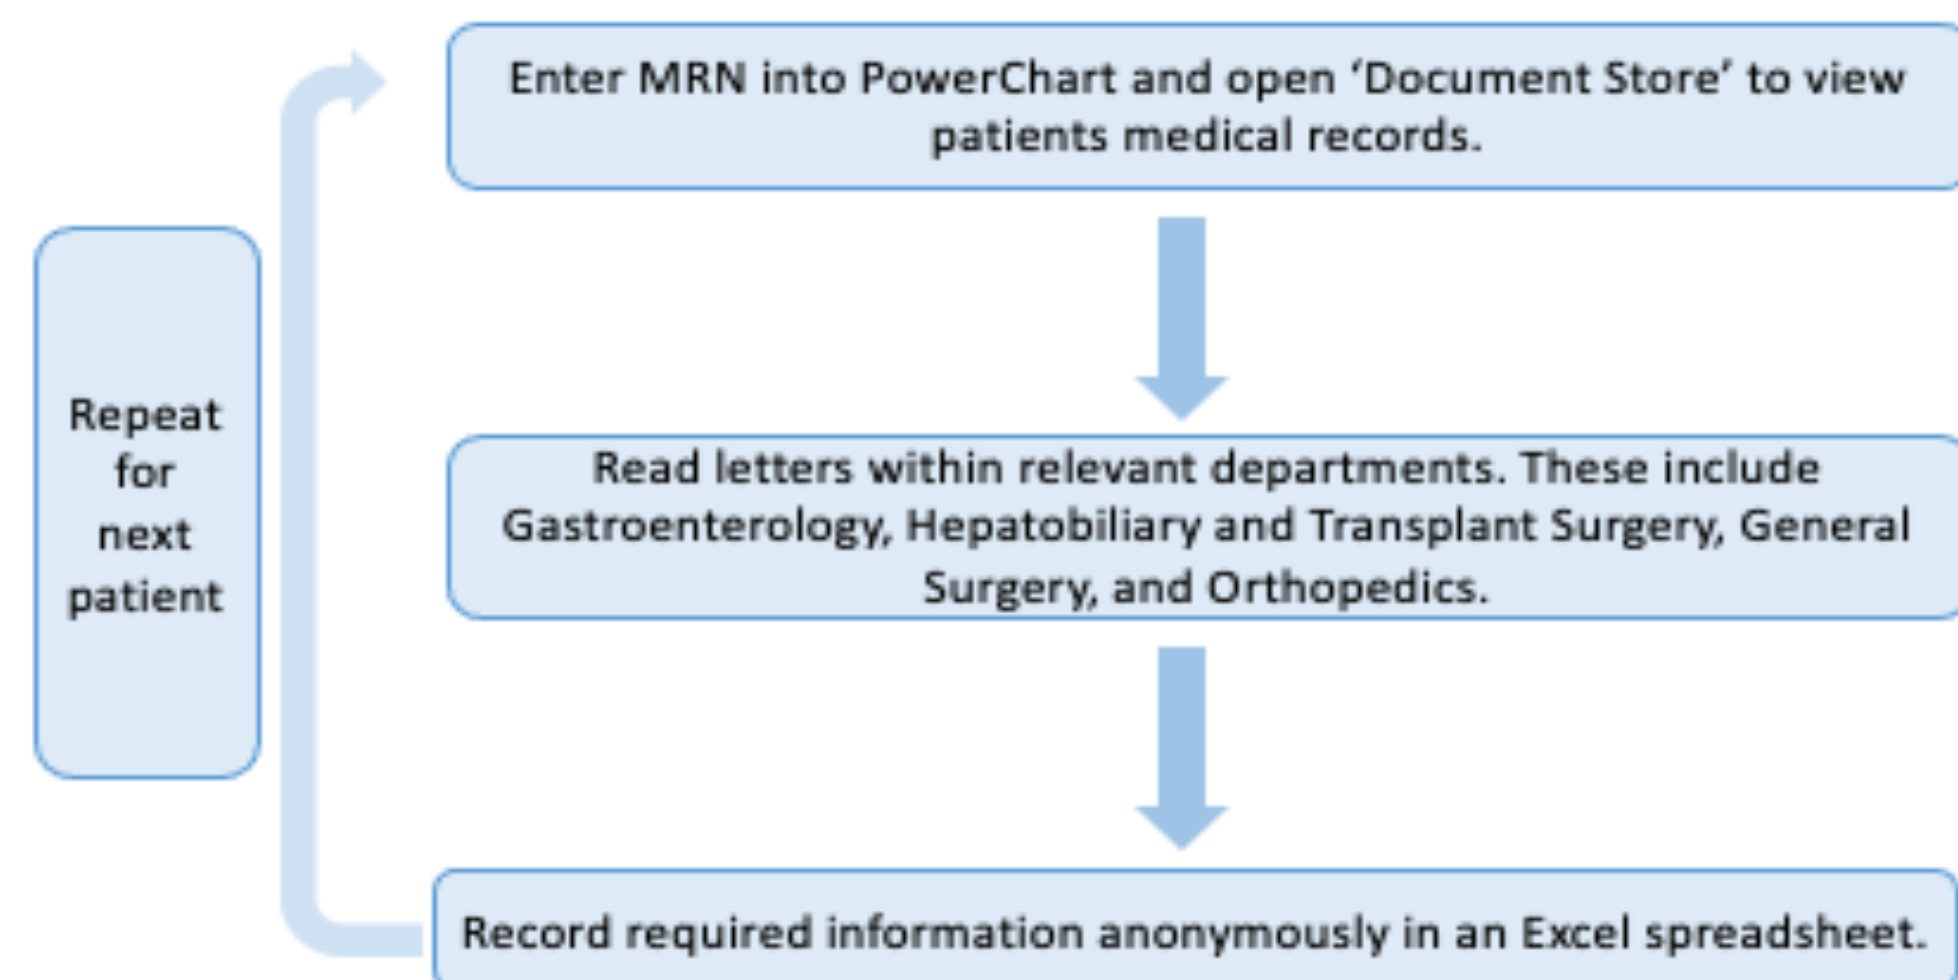 Enter MRN into PowerChart and open ‘Document Store’ to view
patients medical records.
Repeat
for
next
patient
Read letters within relevant departments. These include
Gastroenterology, Hepatobiliary and Transplant Surgery, General
Surgery, and Orthopedics.
Record required information anonymously in an Excel spreadsheet.